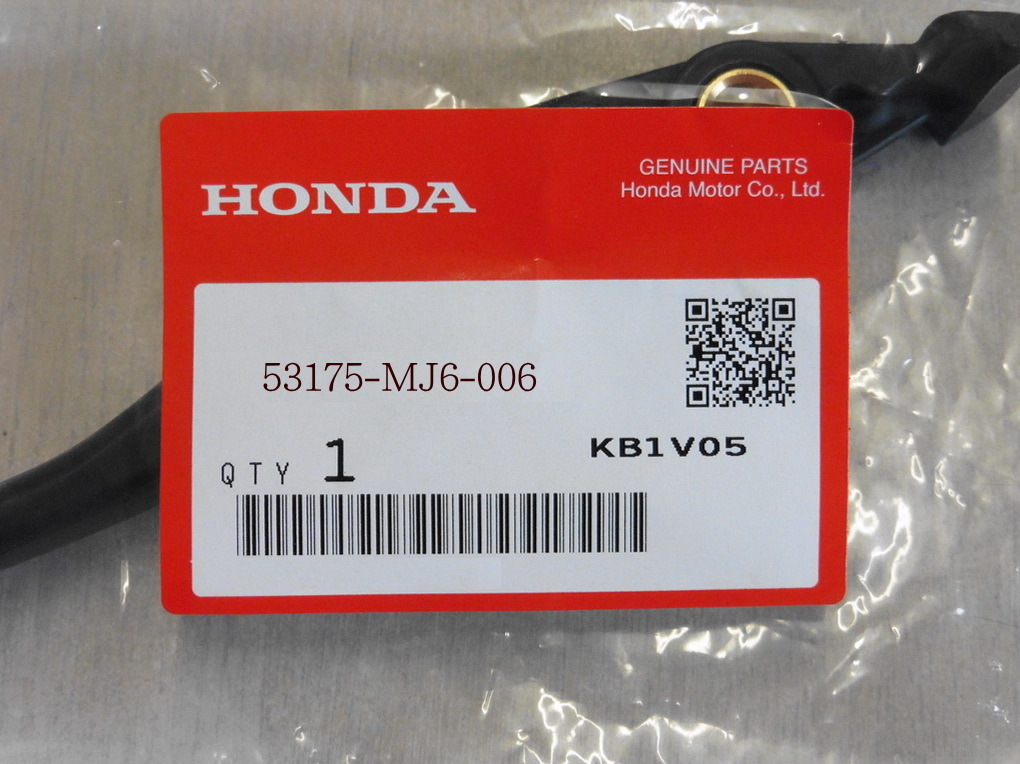 HONDA
GENUINE PARTS
Honda Motor Co., Ltd.
53175-MJ6-006
KB1V05
QTY 1